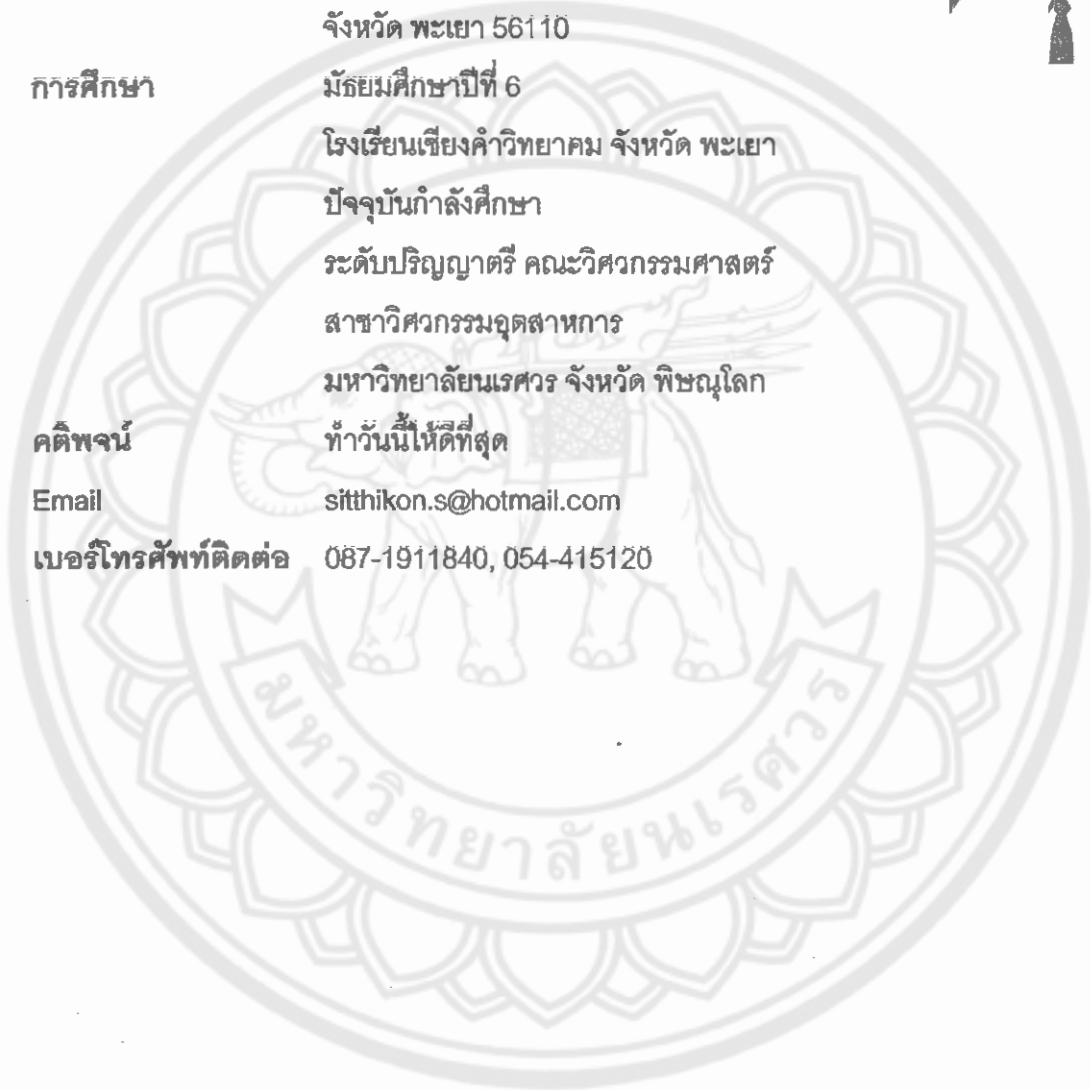 จังหวัด พะเยา 56110
การศึกษา มัธยมศึกษาปีที่ 6
โรงเรียนเชียงคำวิทยาคม จังหวัด พะเยา
ปัจจุบันกำลังศึกษา
ระดับปริญญาตรี คณะวิศวกรรมศาสตร์
สาขาวิศวกรรมอุตสาหการ
มหาวิทยาลัยนเรศวร จังหวัด พิษณุโลก
คติพจน์ ทำวันนี้ให้ดีที่สุด
Email sitthikon.s@hotmail.com
เบอร์โทรศัพท์ติดต่อ 087-1911840, 054-415120
มหาวิทยาลัยนเรศวร